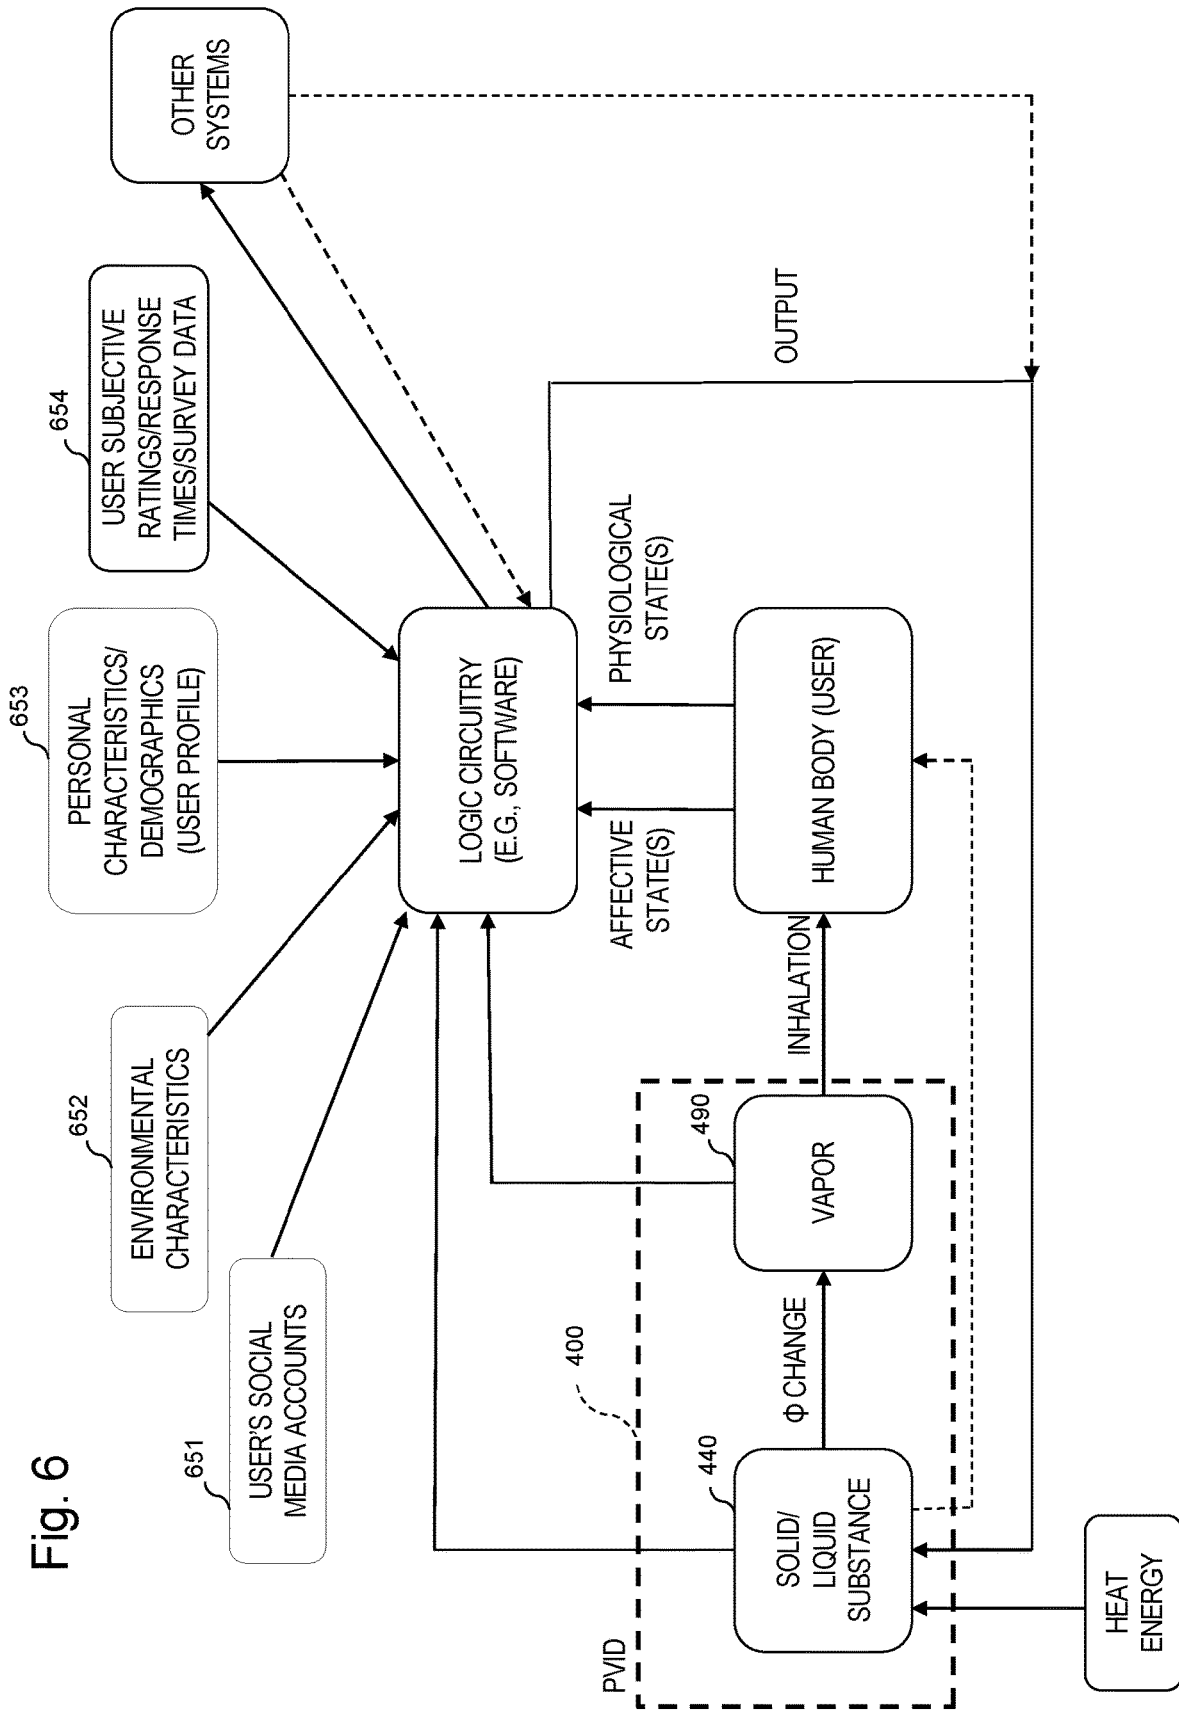 Fig. 6
651
USER'S SOCIAL
MEDIA ACCOUNTS
652
ENVIRONMENTAL
CHARACTERISTICS
653
PERSONAL
CHARACTERISTICS/
DEMOGRAPHICS
(USER PROFILE)
654
USER SUBJECTIVE
RATINGS/RESPONSE
TIMES/SURVEY DATA
OTHER
SYSTEMS
LOGIC CIRCUITRY
(E.G., SOFTWARE)
AFFECTIVE
STATE(S)
PHYSIOLOGICAL
STATE(S)
OUTPUT
PVID
400
440
SOLID/
LIQUID
SUBSTANCE
Φ CHANGE
490
VAPOR
INHALATION
HUMAN BODY (USER)
HEAT
ENERGY